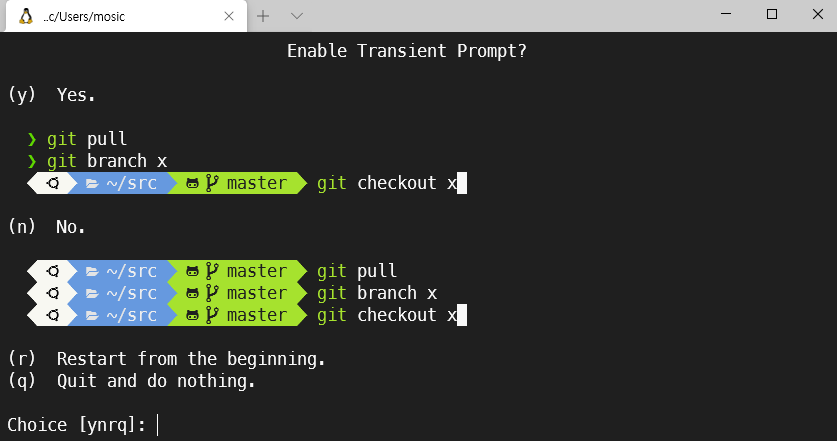 ..c/Users/mosic
Enable Transient Prompt?
(y) Yes.
❯ git pull
❯ git branch x
~/src master git checkout x
(n) No.
~/src master git pull
~/src master git branch x
~/src master git checkout x
(r) Restart from the beginning.
(q) Quit and do nothing.
Choice [ynrq]: